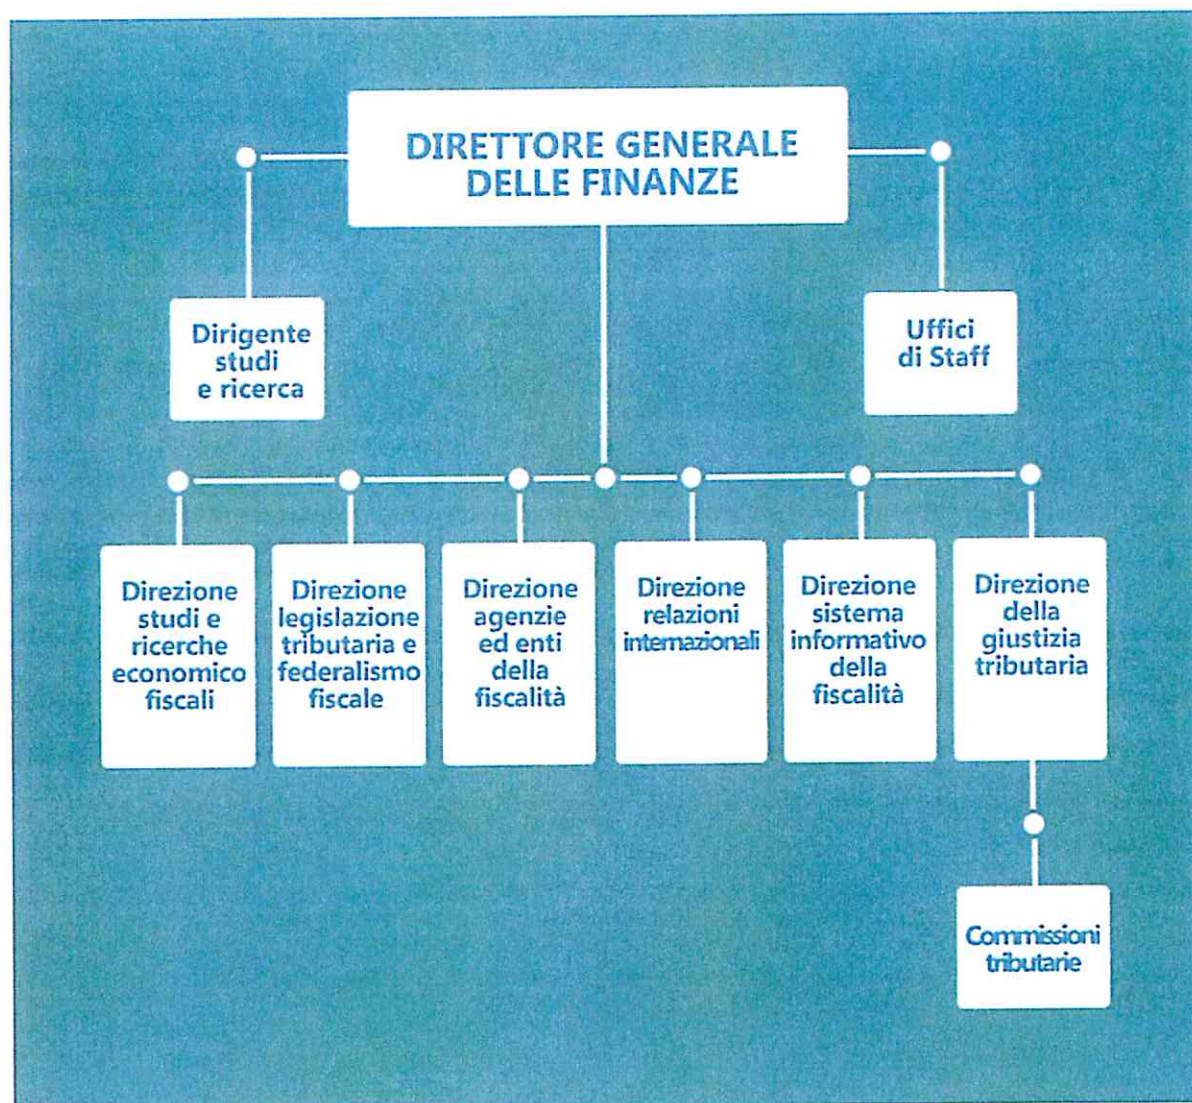 DIRETTORE GENERALE
DELLE FINANZE
Dirigente
studi
e ricerca
Uffici
di Staff
Direzione
studi e
ricerche
economico
fiscali
Direzione
legislazione
tributaria e
federalismo
fiscale
Direzione
agenzie
ed enti
della
fiscalità
Direzione
relazioni
internazionali
Direzione
sistema
informativo
della
fiscalità
Direzione
della
giustizia
tributaria
Commissioni
tributarie